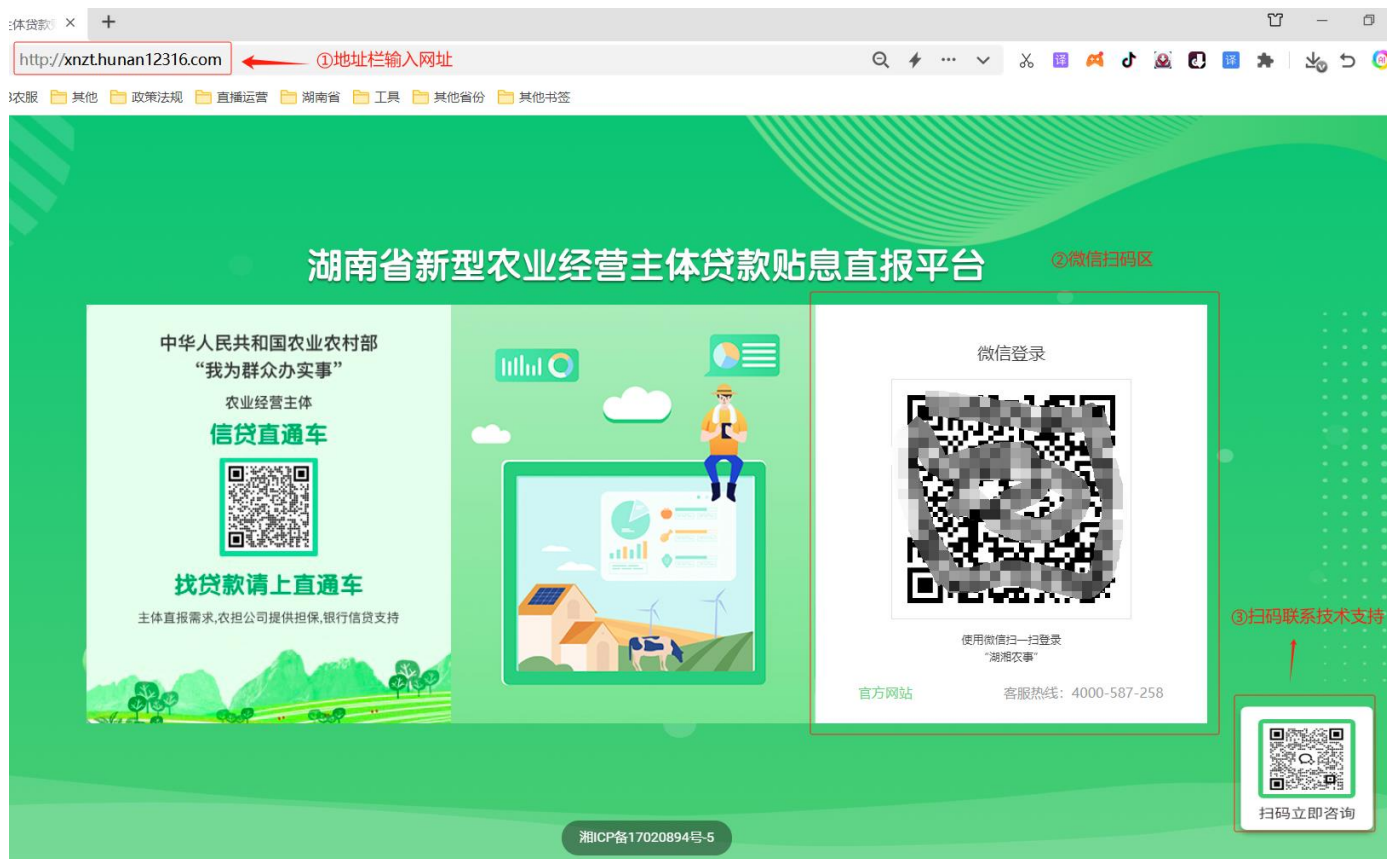 体贷款
http://xnzt.hunan12316.com
①地址栏输入网址
农服 其他 政策法规 直播运营 湖南省 工具 其他省份 其他书签
湖南省新型农业经营主体贷款贴息直报平台
②微信扫码区
中华人民共和国农业农村部
“我为群众办实事”
农业经营主体
信贷直通车
找贷款请上直通车
主体直报需求,农担公司提供担保,银行信贷支持
微信登录
使用微信扫一扫登录
“湖湘农事”
官方网站 客服热线：4000-587-258
③扫码联系技术支持
扫码立即咨询
湘ICP备17020894号-5